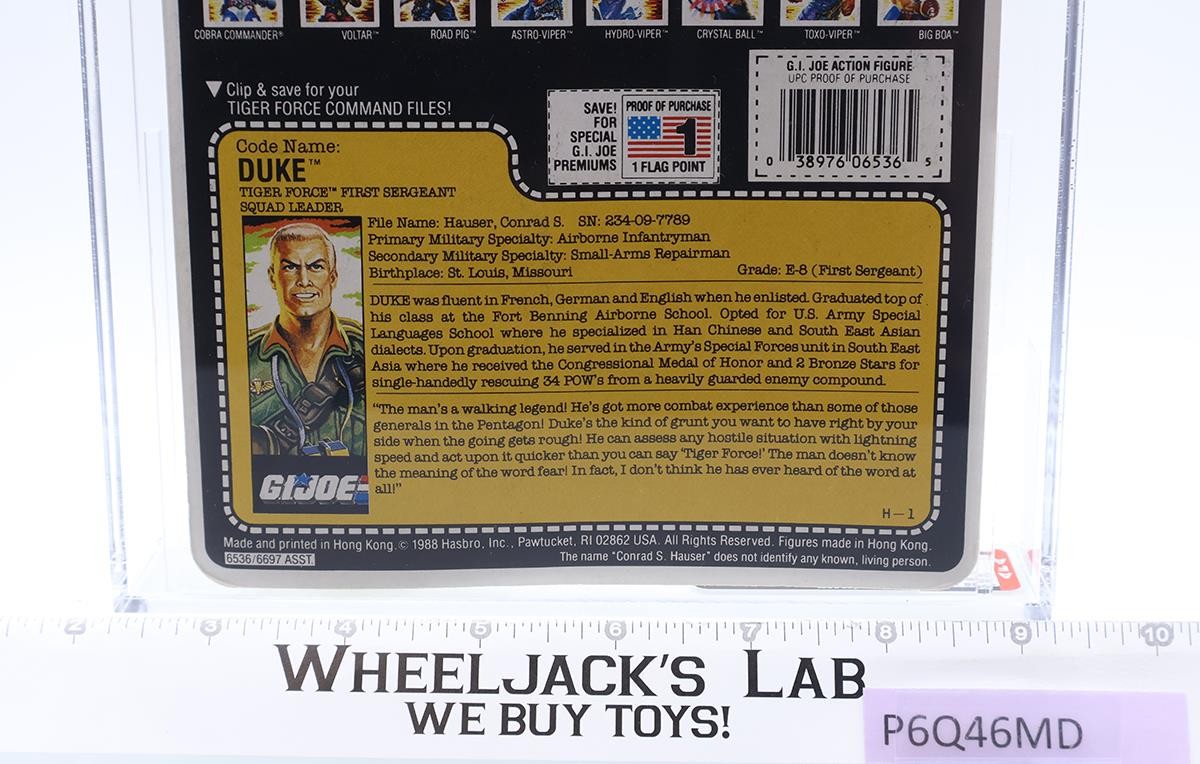 COBRA COMMANDER® VOLTAR™ ROAD PIG™ ASTRO-VIPER™ HYDRO-VIPER™ CRYSTAL BALL™ TOXO-VIPER™ BIG BOA™
▼ Clip & save for your
TIGER FORCE COMMAND FILES!
SAVE!
FOR
SPECIAL
G.I. JOE
PREMIUMS
PROOF OF PURCHASE
1
1 FLAG POINT
G.I. JOE ACTION FIGURE
UPC PROOF OF PURCHASE
0 38976 06536 5
Code Name:
DUKE™
TIGER FORCE™ FIRST SERGEANT
SQUAD LEADER
File Name: Hauser, Conrad S. SN: 234-09-7789
Primary Military Specialty: Airborne Infantryman
Secondary Military Specialty: Small-Arms Repairman
Birthplace: St. Louis, Missouri Grade: E-8 (First Sergeant)
DUKE was fluent in French, German and English when he enlisted. Graduated top of
his class at the Fort Benning Airborne School. Opted for U.S. Army Special
Languages School where he specialized in Han Chinese and South East Asian
dialects. Upon graduation, he served in the Army's Special Forces unit in South East
Asia where he received the Congressional Medal of Honor and 2 Bronze Stars for
single-handedly rescuing 34 POW's from a heavily guarded enemy compound.
"The man's a walking legend! He's got more combat experience than some of those
generals in the Pentagon! Duke's the kind of grunt you want to have right by your
side when the going gets rough! He can assess any hostile situation with lightning
speed and act upon it quicker than you can say 'Tiger Force!' The man doesn't know
the meaning of the word fear! In fact, I don't think he has ever heard of the word at
all!"
GI JOE
H-1
Made and printed in Hong Kong. © 1988 Hasbro, Inc., Pawtucket, RI 02862 USA. All Rights Reserved. Figures made in Hong Kong.
6536/6697 ASST. The name "Conrad S. Hauser" does not identify any known, living person.
2 3 4 5 6 7 8 9 10
WHEELJACK'S LAB
WE BUY TOYS!
P6Q46MD